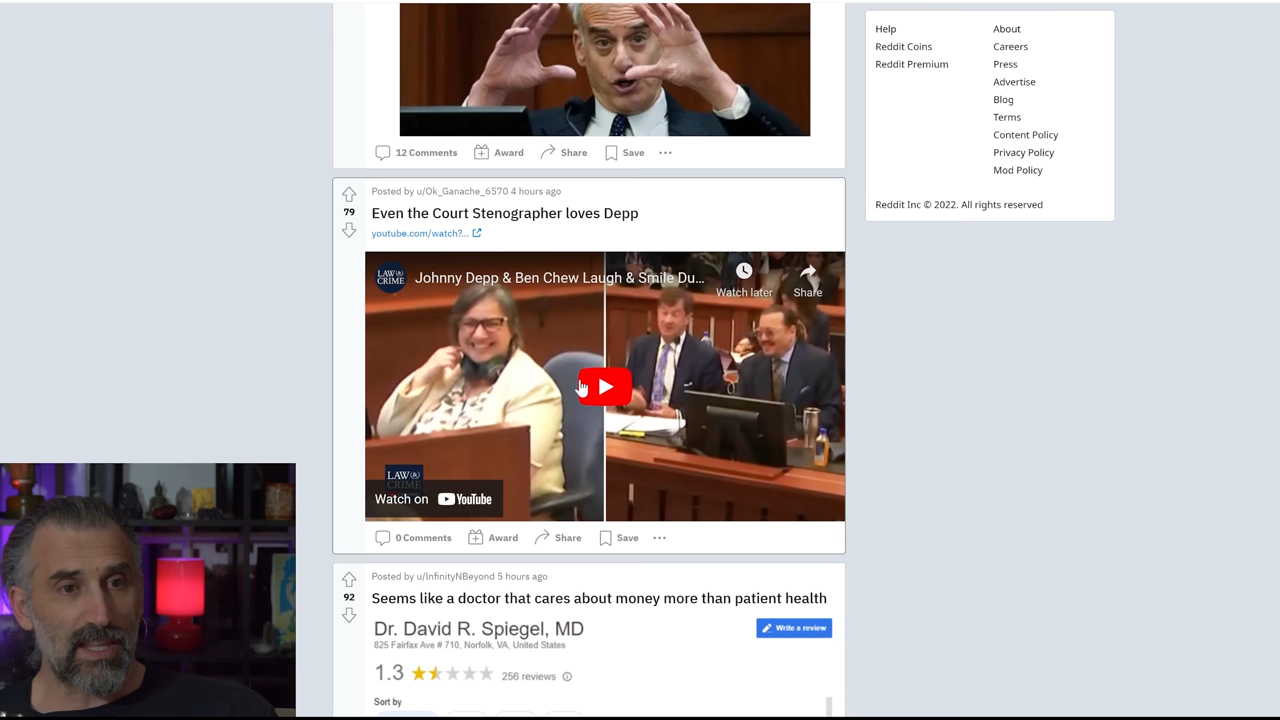 12 Comments Award Share Save
Posted by u/Ok_Ganache_6570 4 hours ago
79
Even the Court Stenographer loves Depp
youtube.com/watch?...
LAW & CRIME
Johnny Depp & Ben Chew Laugh & Smile Du...
Watch later
Share
LAW &
Watch on YouTube
0 Comments Award Share Save
Posted by u/lnfinityNBeyond 5 hours ago
92
Seems like a doctor that cares about money more than patient health
Dr. David R. Spiegel, MD
Write a review
825 Fairfax Ave # 710, Norfolk, VA, United States
1.3
256 reviews
Sort by
Help
About
Reddit Coins
Careers
Reddit Premium
Press
Advertise
Blog
Terms
Content Policy
Privacy Policy
Mod Policy
Reddit Inc © 2022. All rights reserved